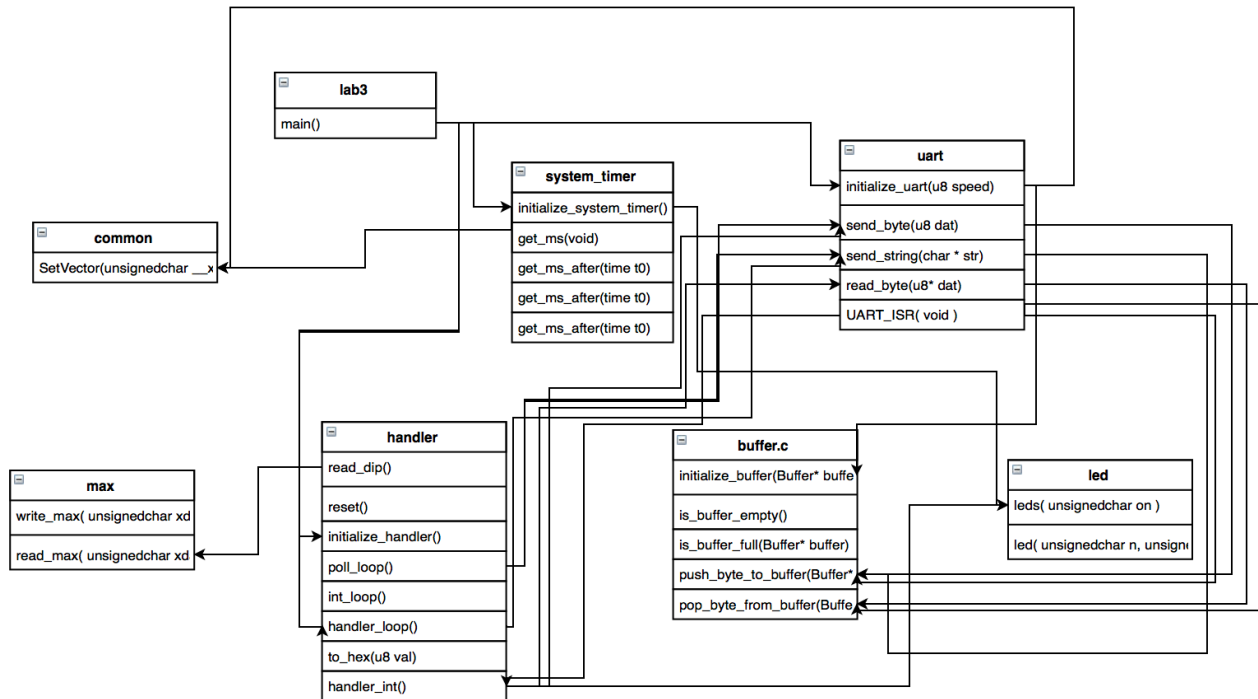 lab3
main()
system_timer
initialize_system_timer()
get_ms(void)
get_ms_after(time t0)
get_ms_after(time t0)
get_ms_after(time t0)
uart
initialize_uart(u8 speed)
send_byte(u8 dat)
send_string(char * str)
read_byte(u8* dat)
UART_ISR( void )
common
SetVector(unsignedchar __x
handler
read_dip()
reset()
initialize_handler()
poll_loop()
int_loop()
handler_loop()
to_hex(u8 val)
handler_int()
max
write_max( unsignedchar xd
read_max( unsignedchar xd
buffer.c
initialize_buffer(Buffer* buffe
is_buffer_empty()
is_buffer_full(Buffer* buffer)
push_byte_to_buffer(Buffer*
pop_byte_from_buffer(Buffe
led
leds( unsignedchar on )
led( unsignedchar n, unsign